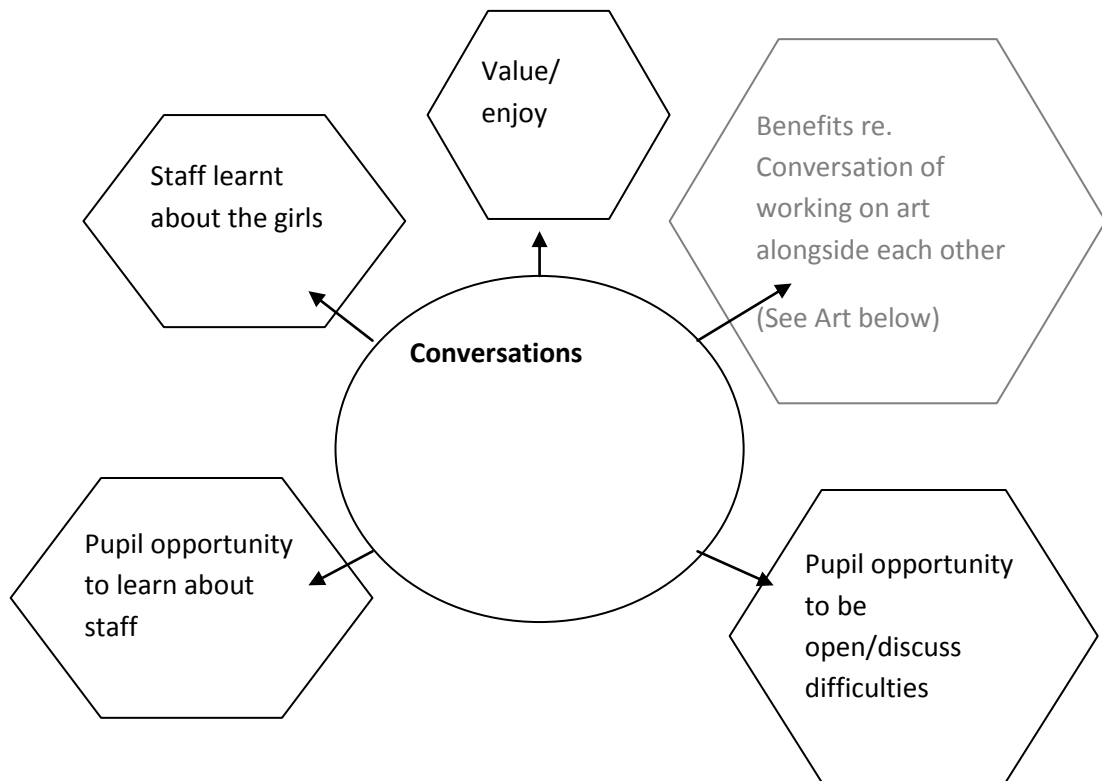 Value/
enjoy
Benefits re.
Conversation of
working on art
alongside each other
(See Art below)
Staff learnt
about the girls
Conversations
Pupil opportunity
to learn about
staff
Pupil opportunity
to be
open/discuss
difficulties